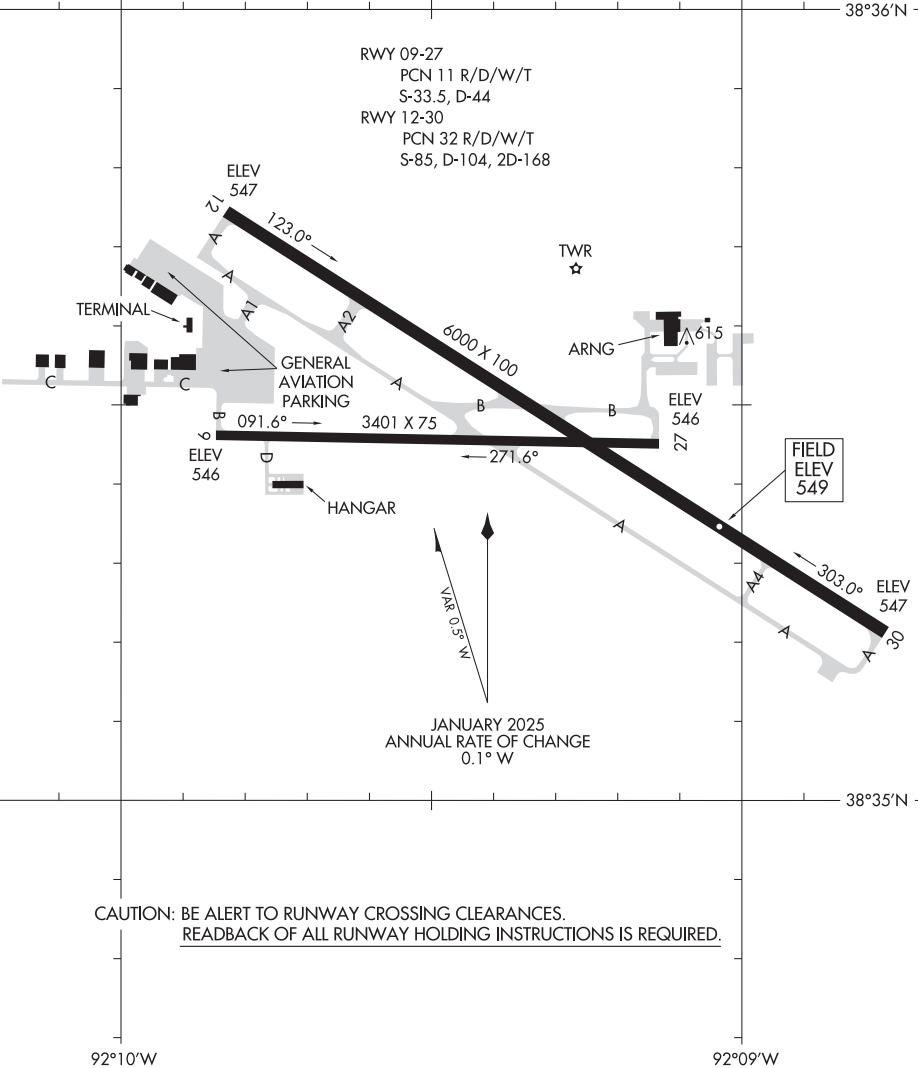 38°36'N
RWY 09-27
PCN 11 R/D/W/T
S-33.5, D-44
RWY 12-30
PCN 32 R/D/W/T
S-85, D-104, 2D-168
ELEV
547
12
123.0°
A
TWR
A
TERMINAL
A1
A2
6000 X 100
615
ARNG
GENERAL
AVIATION
PARKING
C
C
A
B
B
ELEV
546
B
091.6°
3401 X 75
9
27
ELEV
546
D
271.6°
FIELD
ELEV
549
HANGAR
A
VAR 0.5° W
A4
303.0°
ELEV
547
A
A
30
JANUARY 2025
ANNUAL RATE OF CHANGE
0.1° W
38°35'N
CAUTION: BE ALERT TO RUNWAY CROSSING CLEARANCES.
READBACK OF ALL RUNWAY HOLDING INSTRUCTIONS IS REQUIRED.
92°10'W
92°09'W